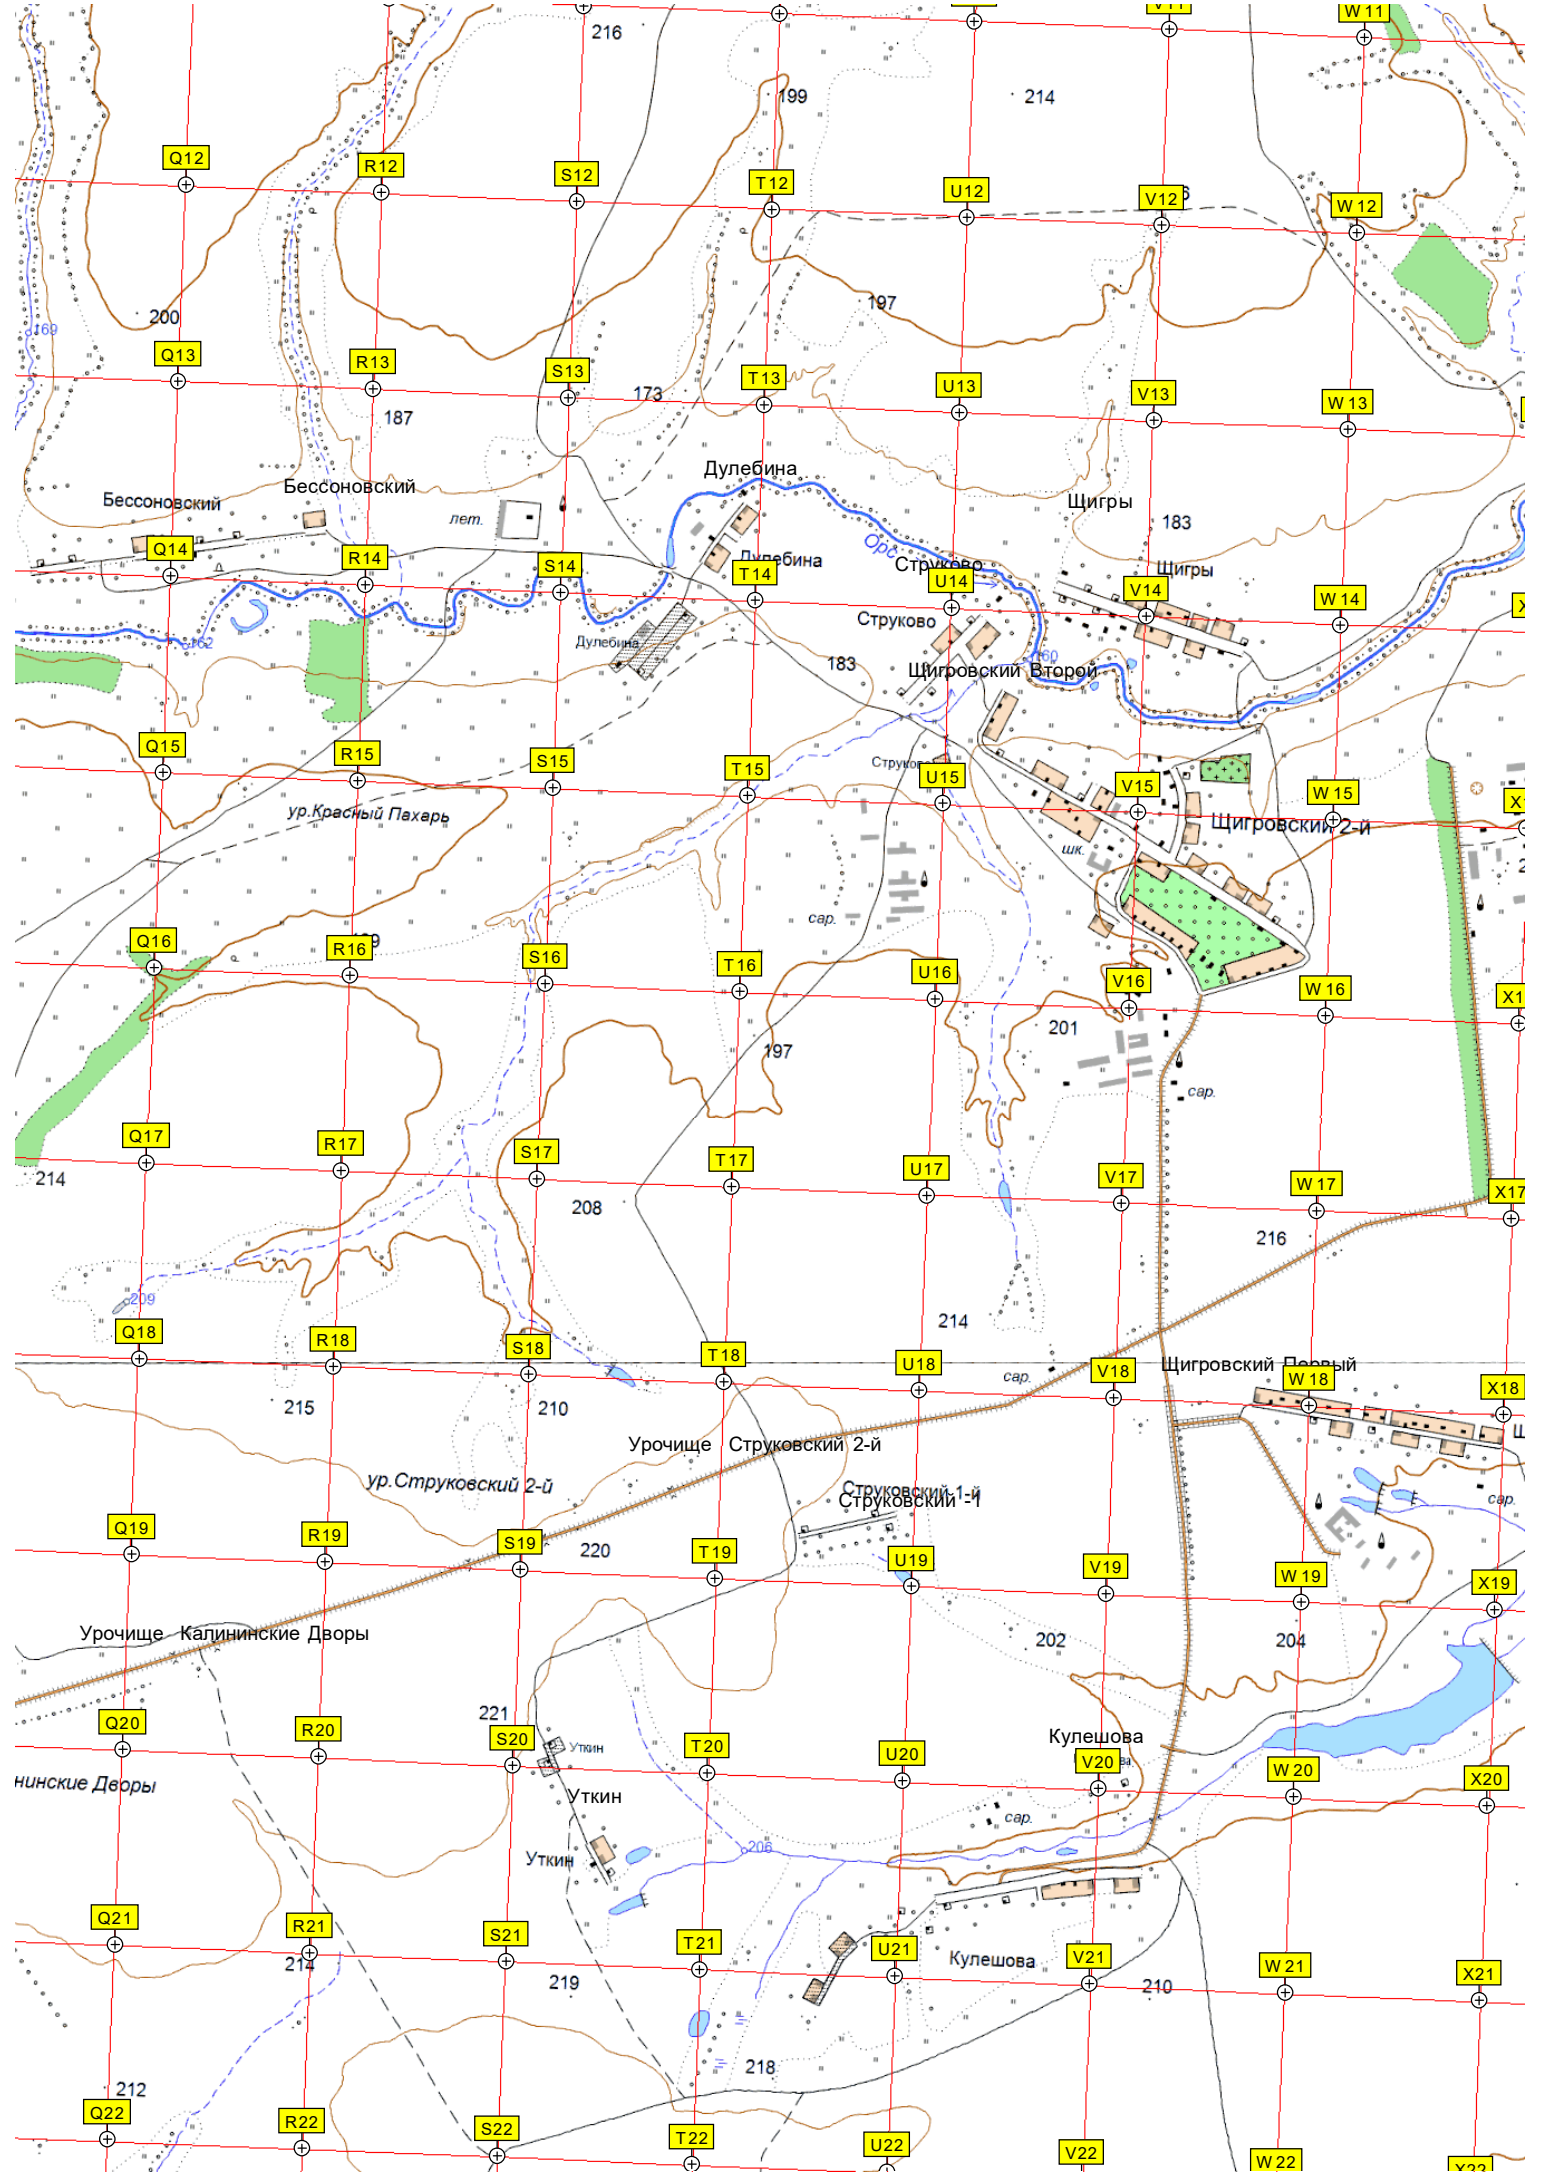 W 11
216
199
214
Q12
R12
S12
T12
U12
V12
W 12
200
197
169
Q13
R13
S13
T13
U13
V13
W 13
173
187
Дулебина
Бессоновский
Бессоновский
лет.
Щигры
183
Орс
Q14
R14
S14
Дулебина
T14
Струково
U14
Щигры
V14
W 14
162
Дулебина
Струково
183
160
Щигровский Второй
Q15
R15
S15
T15
Струково
U15
V15
W 15
ур.Красный Пахарь
Щигровский 2-й
шк.
сар.
Q16
R16
S16
T16
U16
V16
W 16
201
197
сар.
Q17
R17
S17
T17
U17
V17
W 17
X17
214
208
216
209
214
Q18
R18
S18
T18
U18
V18
Щигровский Первый
W 18
X18
сар.
215
210
Урочище Струковский 2-й
ур.Струковский 2-й
Струковский 1-й
Струковский -1
сар.
Q19
R19
S19
220
T19
U19
V19
W 19
X19
Урочище Калининские Дворы
202
204
221
Q20
R20
S20
Уткин
T20
U20
Кулешова
V20
W 20
X20
нинские Дворы
Уткин
сар.
206
Уткин
Q21
R21
S21
T21
U21
Кулешова
V21
W 21
X21
214
219
210
218
212
Q22
R22
S22
T22
U22
V22
W 22
X22